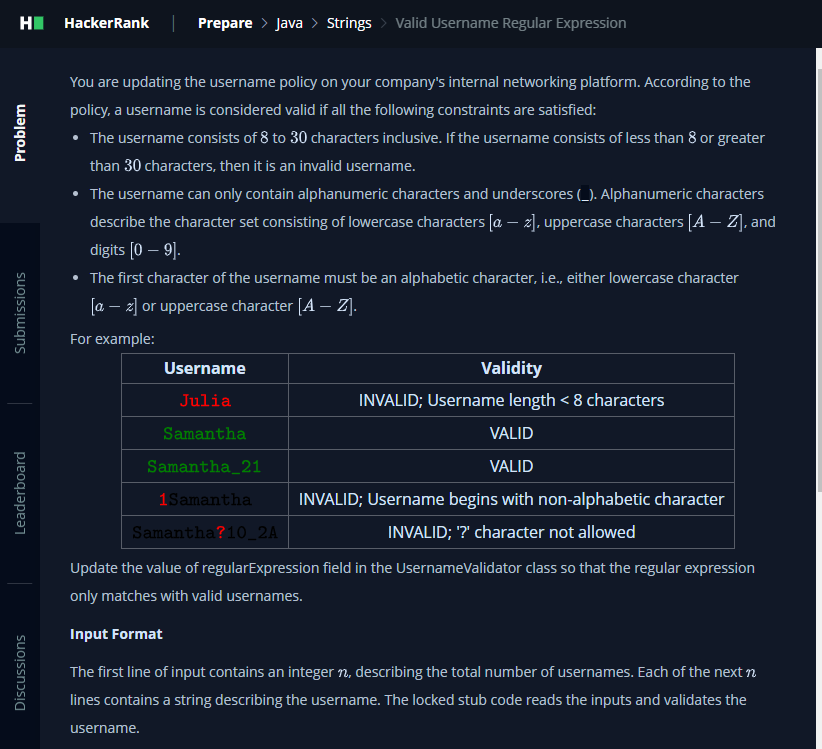 HackerRank | Prepare > Java > Strings > Valid Username Regular Expression
Problem
Submissions
Leaderboard
Discussions
You are updating the username policy on your company's internal networking platform. According to the
policy, a username is considered valid if all the following constraints are satisfied:
• The username consists of 8 to 30 characters inclusive. If the username consists of less than 8 or greater
than 30 characters, then it is an invalid username.
• The username can only contain alphanumeric characters and underscores (_). Alphanumeric characters
describe the character set consisting of lowercase characters [a − z], uppercase characters [A − Z], and
digits [0 − 9].
• The first character of the username must be an alphabetic character, i.e., either lowercase character
[a − z] or uppercase character [A − Z].
For example:
Username Validity
Julia INVALID; Username length < 8 characters
Samantha VALID
Samantha_21 VALID
1Samantha INVALID; Username begins with non-alphabetic character
Samantha?10_2A INVALID; '?' character not allowed
Update the value of regularExpression field in the UsernameValidator class so that the regular expression
only matches with valid usernames.
Input Format
The first line of input contains an integer n, describing the total number of usernames. Each of the next n
lines contains a string describing the username. The locked stub code reads the inputs and validates the
username.